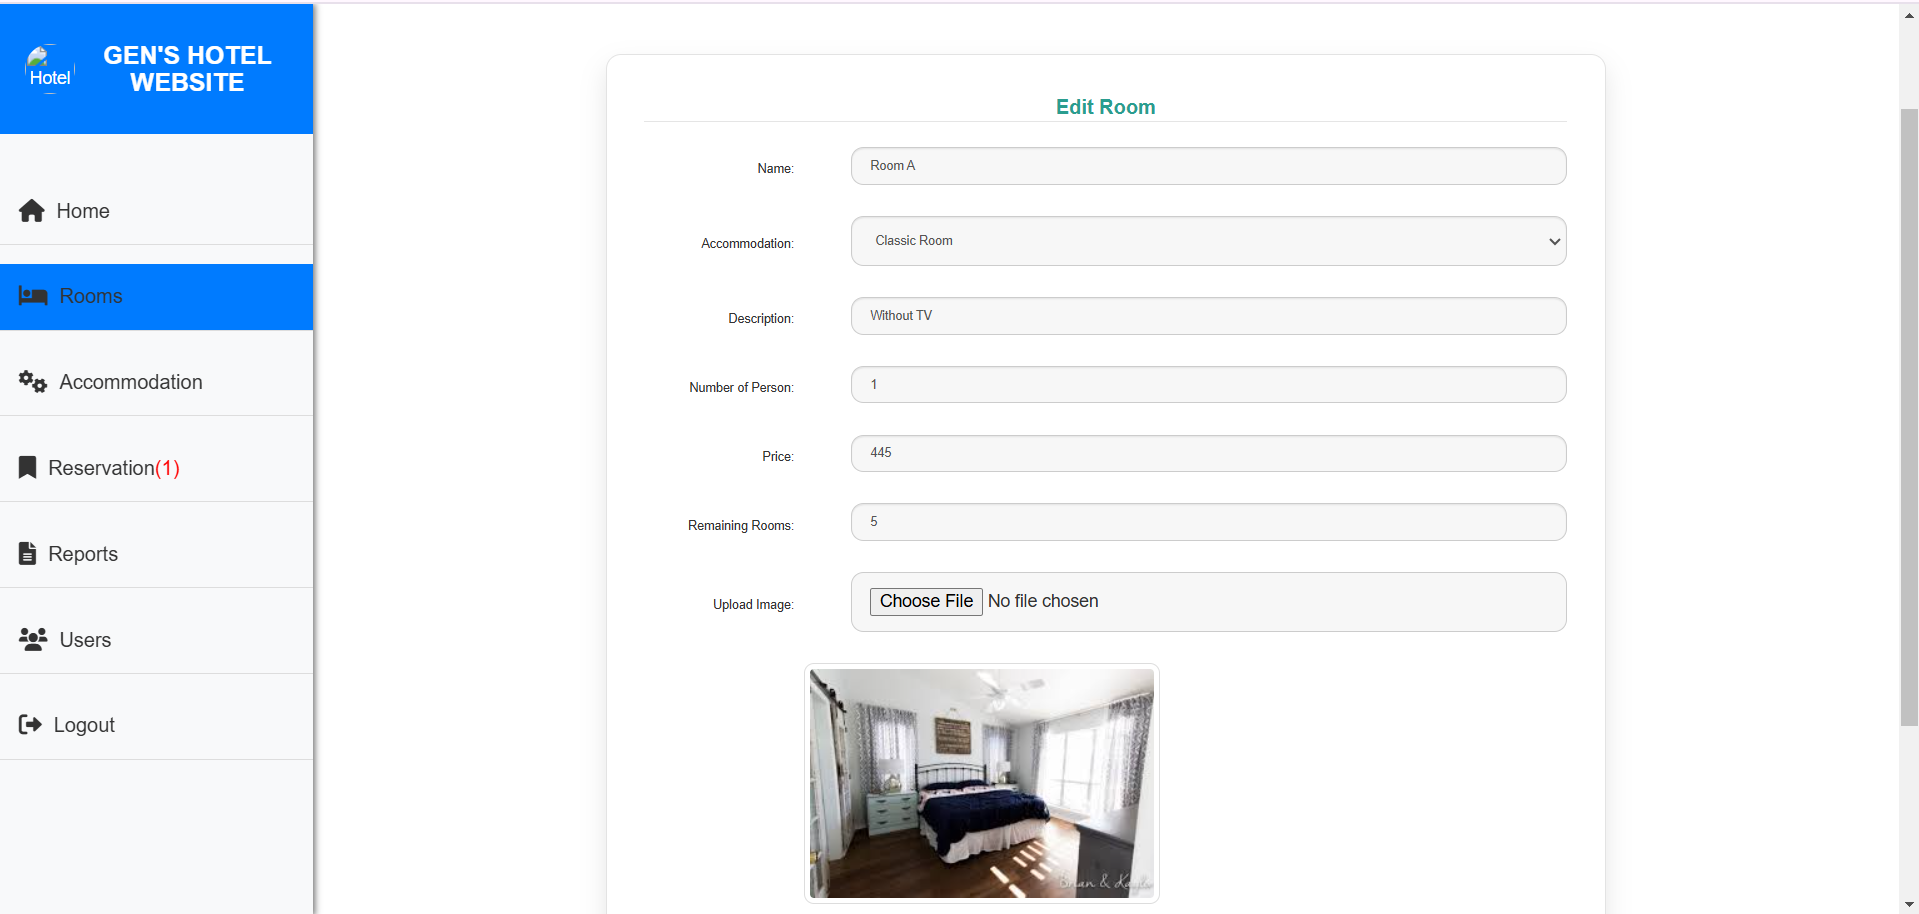 Hotel
GEN'S HOTEL
WEBSITE
Home
Rooms
Accommodation
Reservation(1)
Reports
Users
Logout
Edit Room
Name: Room A
Accommodation: Classic Room
Description: Without TV
Number of Person: 1
Price: 445
Remaining Rooms: 5
Upload Image: Choose File No file chosen
Brian &